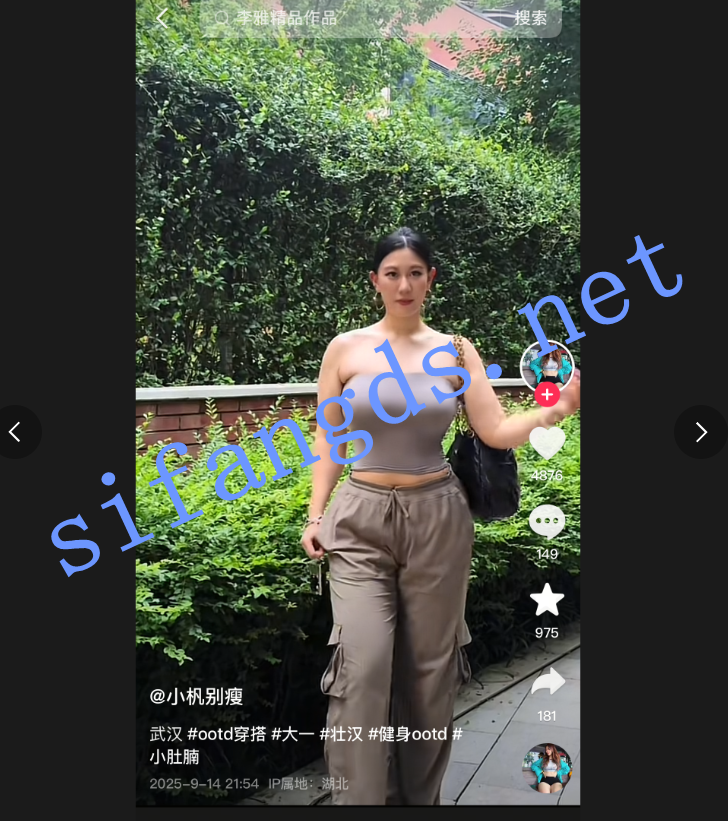 李雅精品作品
搜索
sifangds.net
4876
149
975
181
@小枫别瘦
武汉 #ootd穿搭 #大一 #壮汉 #健身ootd #
小肚腩
2025-9-14 21:54 IP属地：湖北